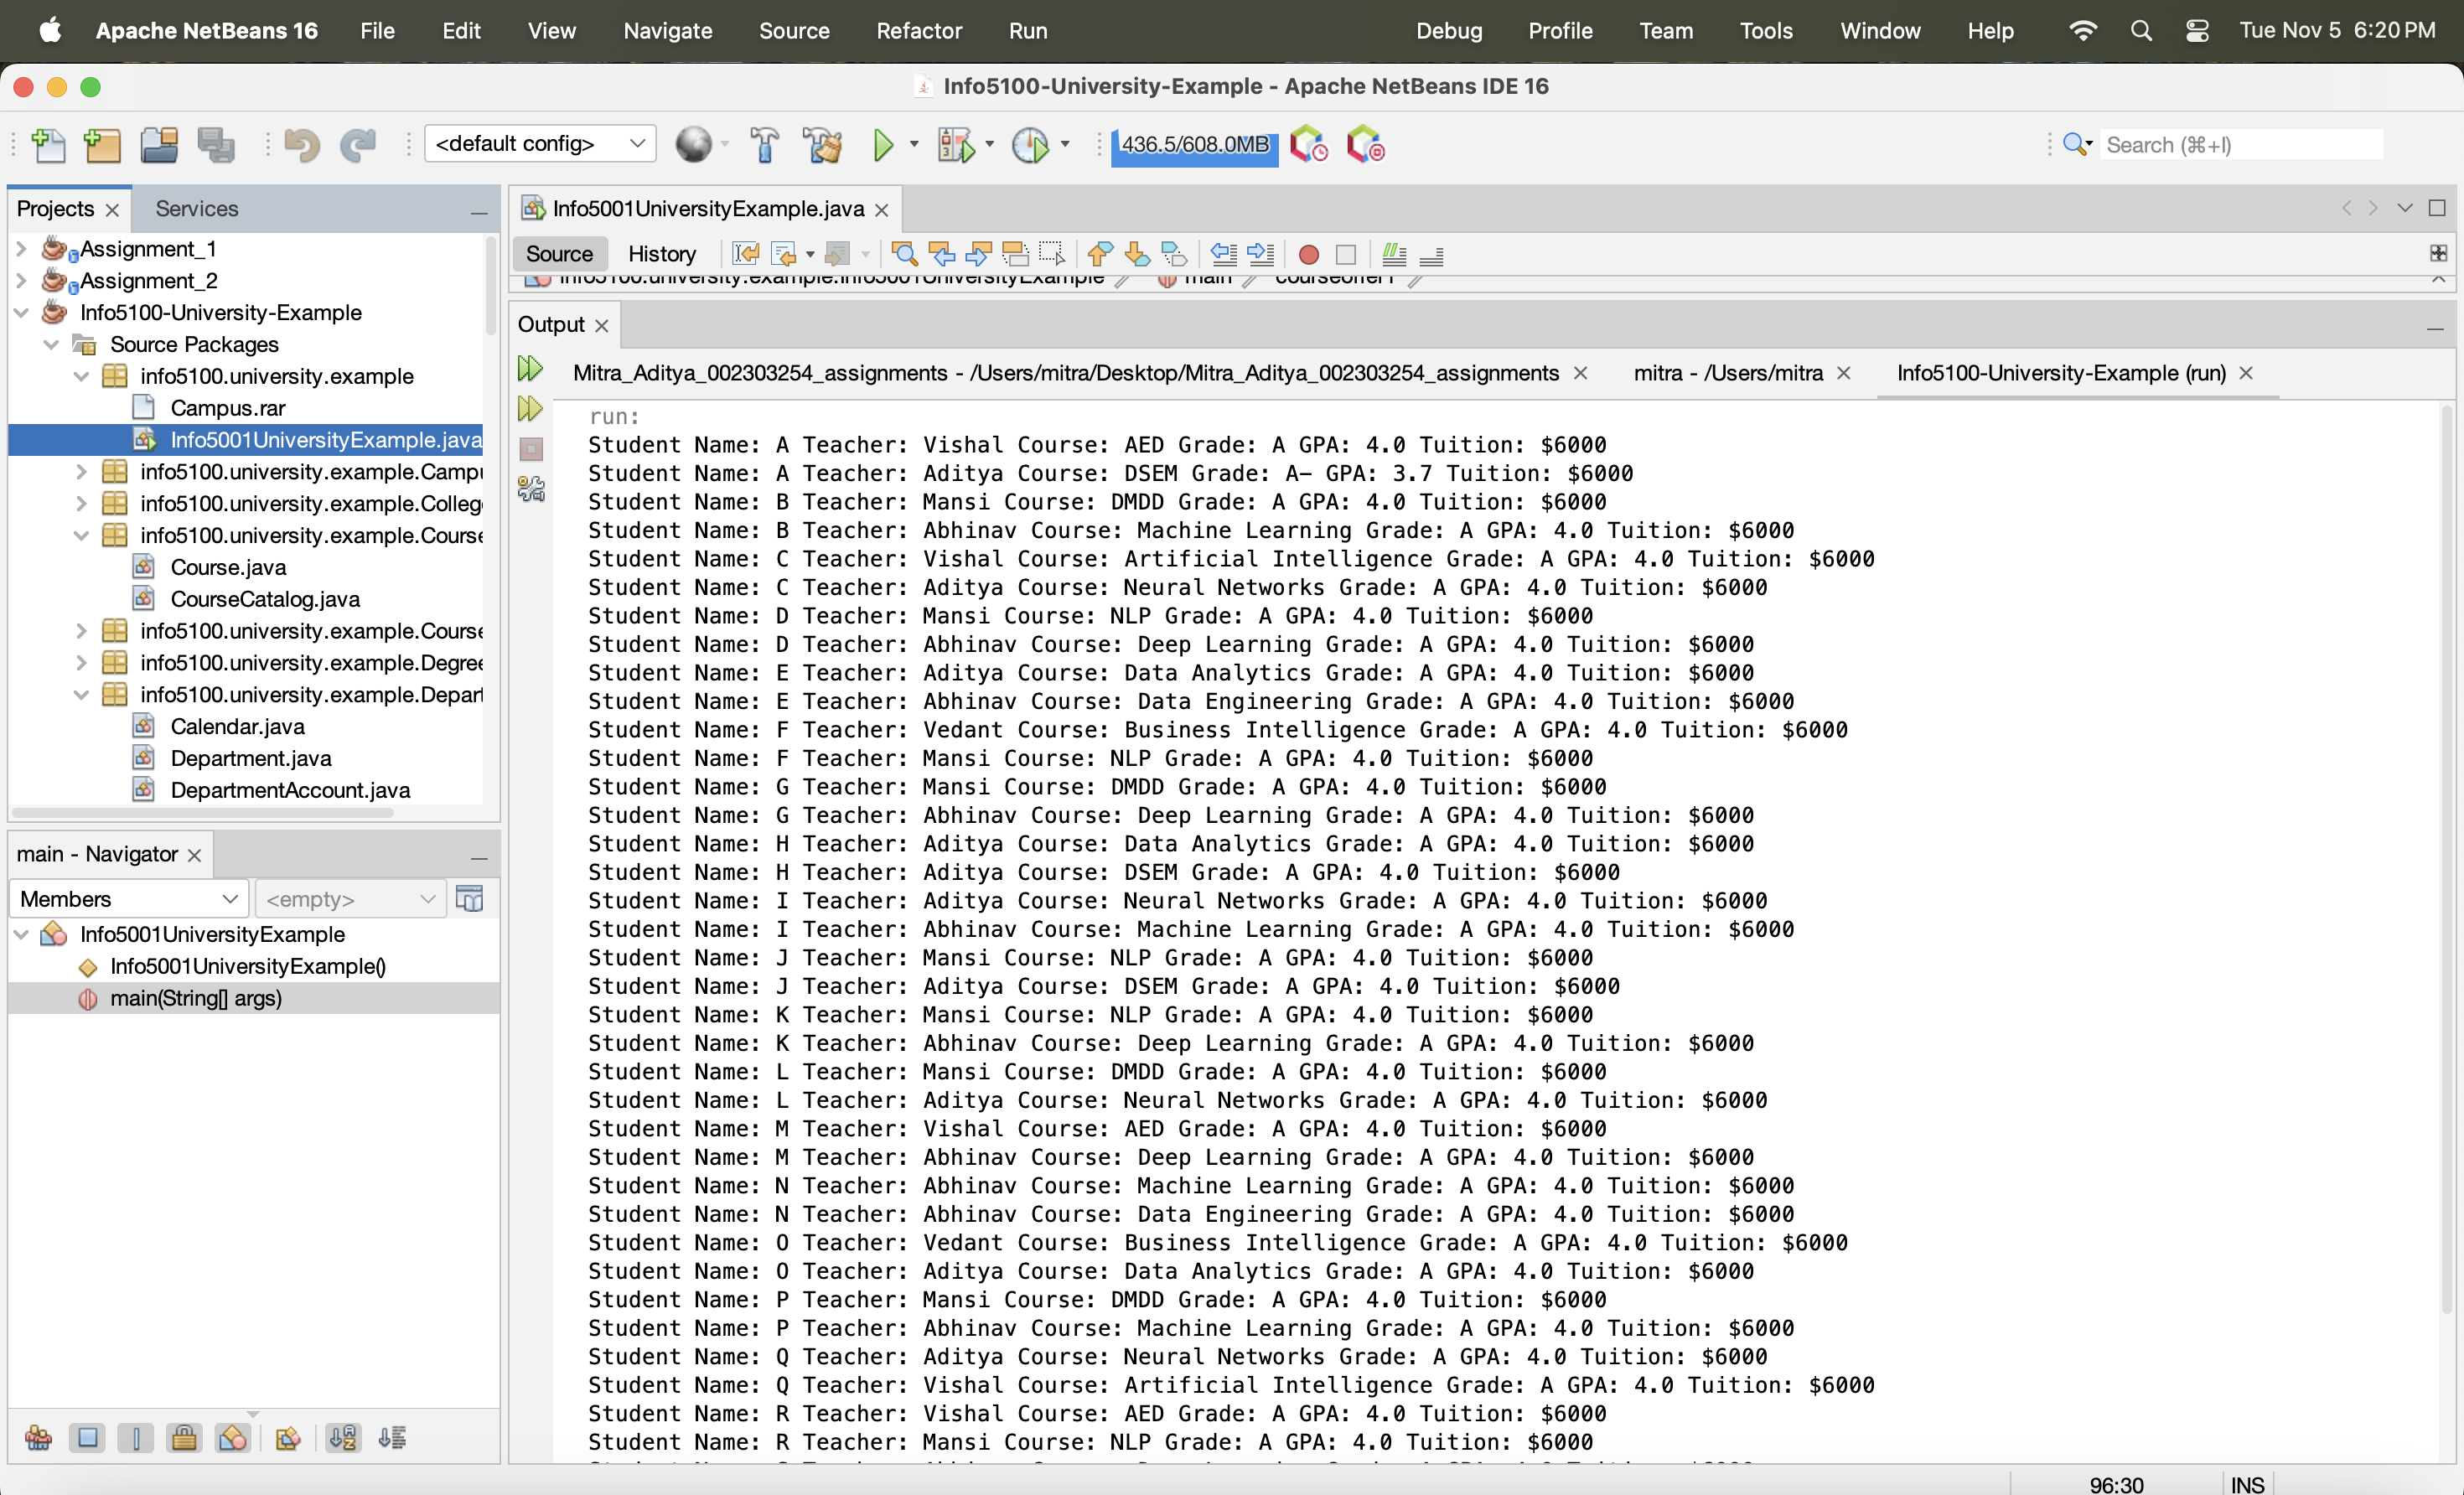 Apache NetBeans 16 File Edit View Navigate Source Refactor Run Debug Profile Team Tools Window Help Tue Nov 5 6:20 PM
Info5100-University-Example - Apache NetBeans IDE 16
<default config> 436.5/608.0MB Search (⌘+I)
Projects Services
Assignment_1
Assignment_2
Info5100-University-Example
Source Packages
info5100.university.example
Campus.rar
Info5001UniversityExample.java
info5100.university.example.Campu
info5100.university.example.Colleg
info5100.university.example.Course
Course.java
CourseCatalog.java
info5100.university.example.Course
info5100.university.example.Degree
info5100.university.example.Depart
Calendar.java
Department.java
DepartmentAccount.java
main - Navigator
Members <empty>
Info5001UniversityExample
Info5001UniversityExample()
main(String[] args)
Info5001UniversityExample.java
Source History
info5100.university.example.Info5001UniversityExample main courseoffer1
Output
Mitra_Aditya_002303254_assignments - /Users/mitra/Desktop/Mitra_Aditya_002303254_assignments mitra - /Users/mitra Info5100-University-Example (run)
run:
Student Name: A Teacher: Vishal Course: AED Grade: A GPA: 4.0 Tuition: $6000
Student Name: A Teacher: Aditya Course: DSEM Grade: A- GPA: 3.7 Tuition: $6000
Student Name: B Teacher: Mansi Course: DMDD Grade: A GPA: 4.0 Tuition: $6000
Student Name: B Teacher: Abhinav Course: Machine Learning Grade: A GPA: 4.0 Tuition: $6000
Student Name: C Teacher: Vishal Course: Artificial Intelligence Grade: A GPA: 4.0 Tuition: $6000
Student Name: C Teacher: Aditya Course: Neural Networks Grade: A GPA: 4.0 Tuition: $6000
Student Name: D Teacher: Mansi Course: NLP Grade: A GPA: 4.0 Tuition: $6000
Student Name: D Teacher: Abhinav Course: Deep Learning Grade: A GPA: 4.0 Tuition: $6000
Student Name: E Teacher: Aditya Course: Data Analytics Grade: A GPA: 4.0 Tuition: $6000
Student Name: E Teacher: Abhinav Course: Data Engineering Grade: A GPA: 4.0 Tuition: $6000
Student Name: F Teacher: Vedant Course: Business Intelligence Grade: A GPA: 4.0 Tuition: $6000
Student Name: F Teacher: Mansi Course: NLP Grade: A GPA: 4.0 Tuition: $6000
Student Name: G Teacher: Mansi Course: DMDD Grade: A GPA: 4.0 Tuition: $6000
Student Name: G Teacher: Abhinav Course: Deep Learning Grade: A GPA: 4.0 Tuition: $6000
Student Name: H Teacher: Aditya Course: Data Analytics Grade: A GPA: 4.0 Tuition: $6000
Student Name: H Teacher: Aditya Course: DSEM Grade: A GPA: 4.0 Tuition: $6000
Student Name: I Teacher: Aditya Course: Neural Networks Grade: A GPA: 4.0 Tuition: $6000
Student Name: I Teacher: Abhinav Course: Machine Learning Grade: A GPA: 4.0 Tuition: $6000
Student Name: J Teacher: Mansi Course: NLP Grade: A GPA: 4.0 Tuition: $6000
Student Name: J Teacher: Aditya Course: DSEM Grade: A GPA: 4.0 Tuition: $6000
Student Name: K Teacher: Mansi Course: NLP Grade: A GPA: 4.0 Tuition: $6000
Student Name: K Teacher: Abhinav Course: Deep Learning Grade: A GPA: 4.0 Tuition: $6000
Student Name: L Teacher: Mansi Course: DMDD Grade: A GPA: 4.0 Tuition: $6000
Student Name: L Teacher: Aditya Course: Neural Networks Grade: A GPA: 4.0 Tuition: $6000
Student Name: M Teacher: Vishal Course: AED Grade: A GPA: 4.0 Tuition: $6000
Student Name: M Teacher: Abhinav Course: Deep Learning Grade: A GPA: 4.0 Tuition: $6000
Student Name: N Teacher: Abhinav Course: Machine Learning Grade: A GPA: 4.0 Tuition: $6000
Student Name: N Teacher: Abhinav Course: Data Engineering Grade: A GPA: 4.0 Tuition: $6000
Student Name: O Teacher: Vedant Course: Business Intelligence Grade: A GPA: 4.0 Tuition: $6000
Student Name: O Teacher: Aditya Course: Data Analytics Grade: A GPA: 4.0 Tuition: $6000
Student Name: P Teacher: Mansi Course: DMDD Grade: A GPA: 4.0 Tuition: $6000
Student Name: P Teacher: Abhinav Course: Machine Learning Grade: A GPA: 4.0 Tuition: $6000
Student Name: Q Teacher: Aditya Course: Neural Networks Grade: A GPA: 4.0 Tuition: $6000
Student Name: Q Teacher: Vishal Course: Artificial Intelligence Grade: A GPA: 4.0 Tuition: $6000
Student Name: R Teacher: Vishal Course: AED Grade: A GPA: 4.0 Tuition: $6000
Student Name: R Teacher: Mansi Course: NLP Grade: A GPA: 4.0 Tuition: $6000
96:30 INS